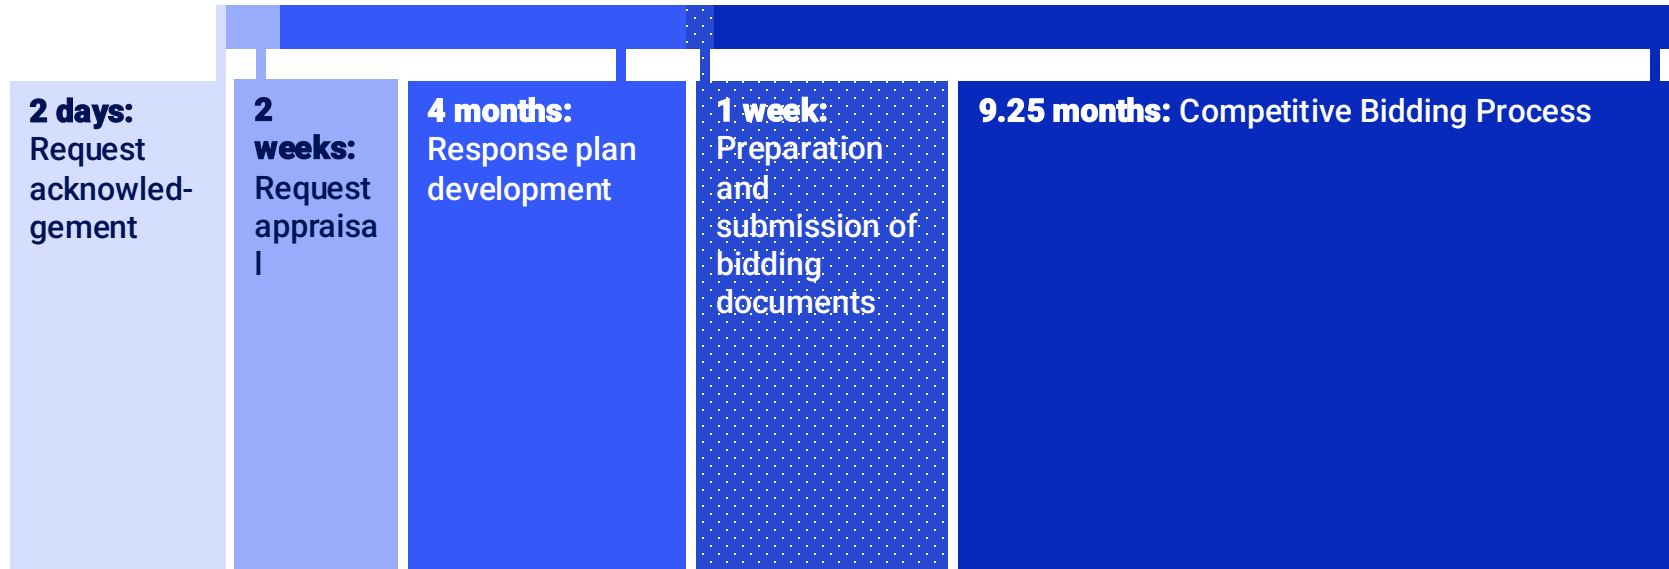 2 days:
Request
acknowled-
gement
2
weeks:
Request
appraisa
l
4 months:
Response plan
development
1 week:
Preparation
and
submission of
bidding
documents
9.25 months: Competitive Bidding Process